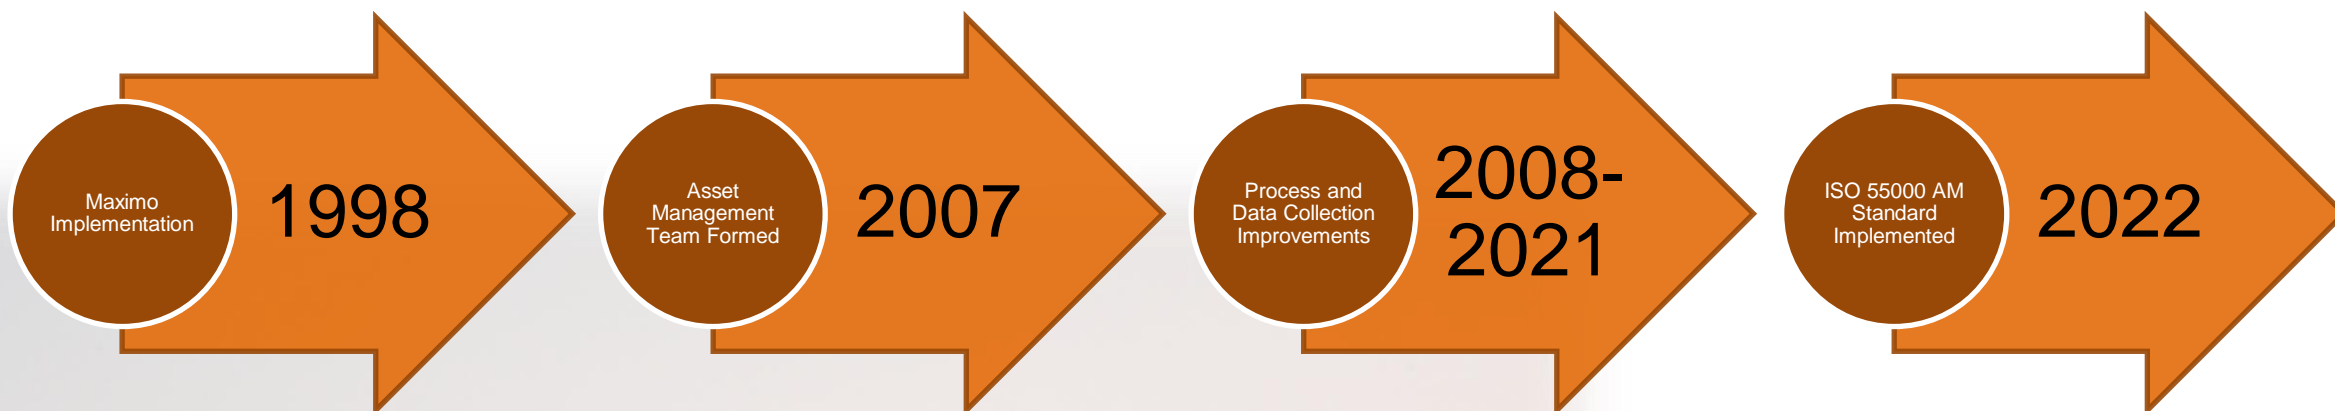 Maximo
Implementation
1998
Asset
Management
Team Formed
2007
Process and
Data Collection
Improvements
2008-
2021
ISO 55000 AM
Standard
Implemented
2022